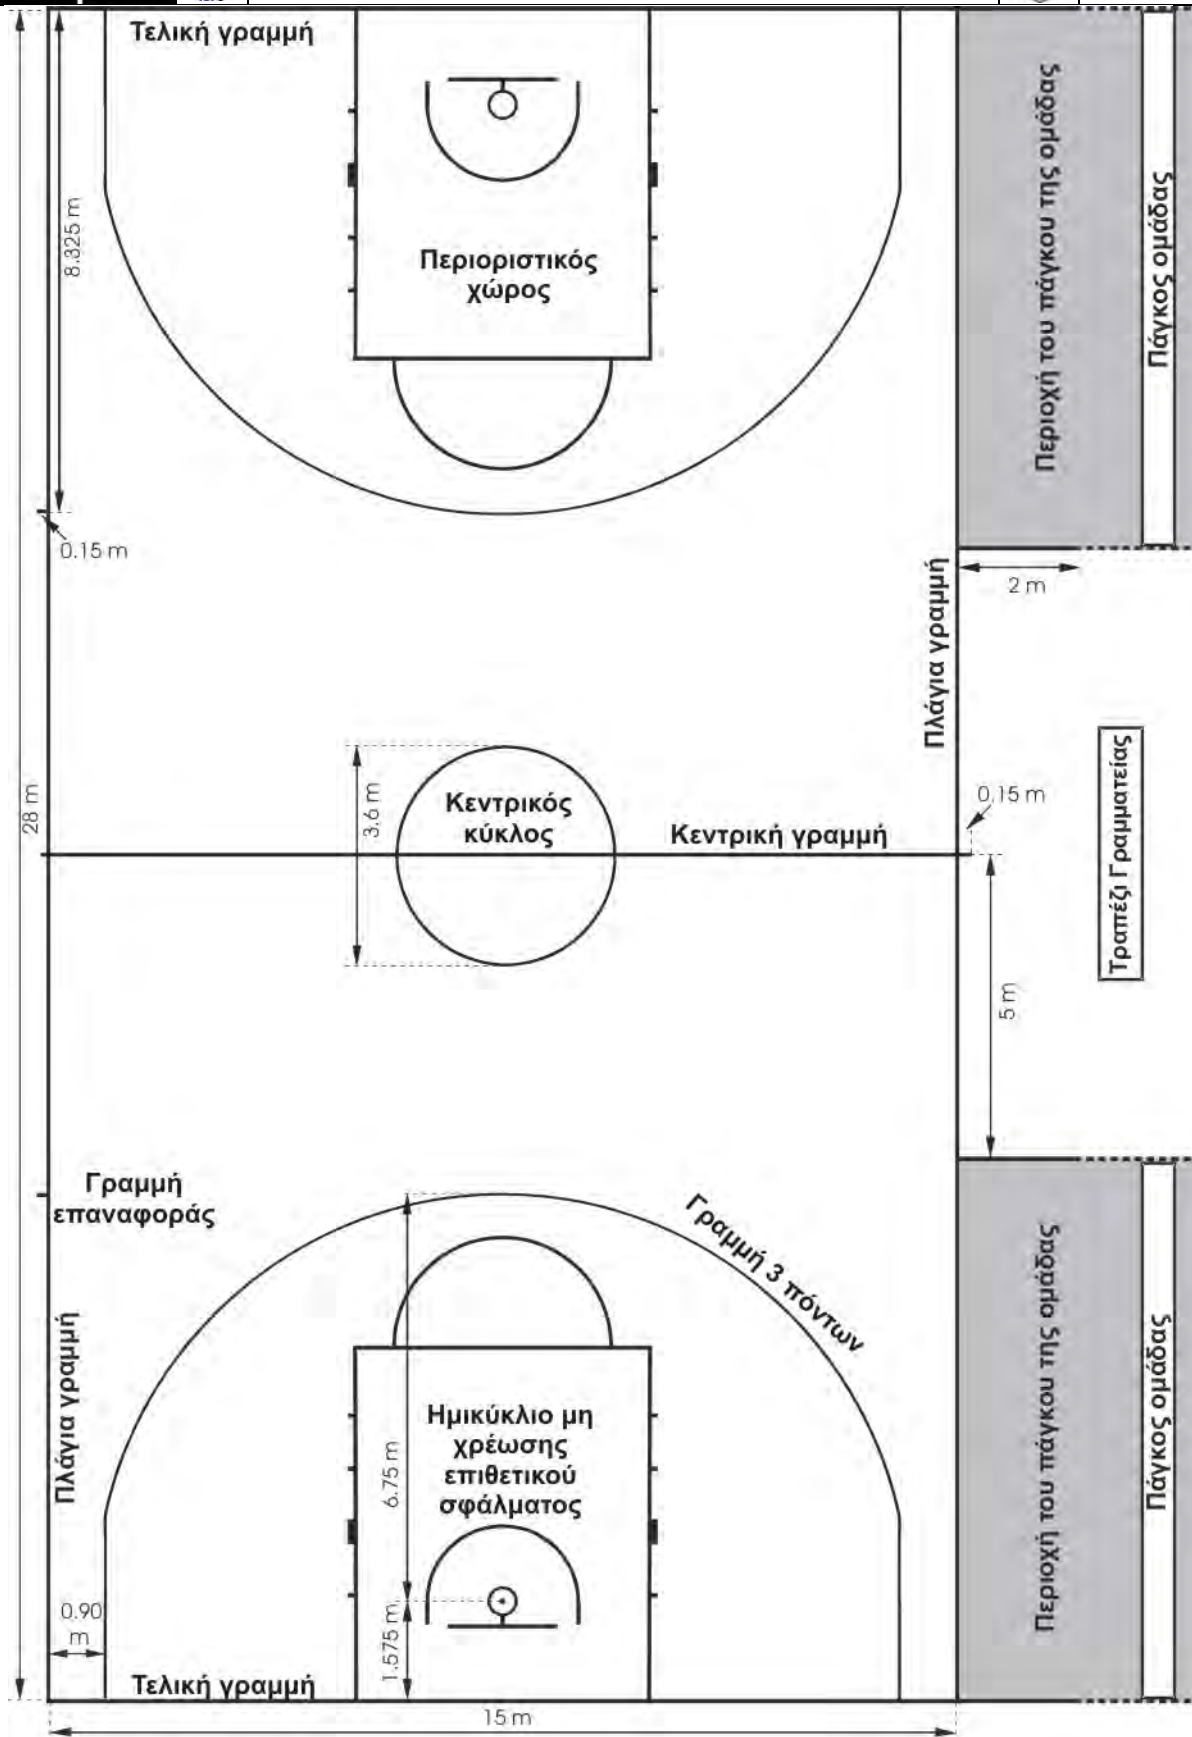 Τελική γραμμή
8.325 m
Περιοριστικός
χώρος
Περιοχή του πάγκου της ομάδας
Πάγκος ομάδας
0.15 m
2 m
Πλάγια γραμμή
28 m
3.6 m
Κεντρικός
κύκλος
Κεντρική γραμμή
0.15 m
Τραπέζι Γραμματείας
5 m
Γραμμή
επαναφοράς
Γραμμή 3 πόντων
Πλάγια γραμμή
Ημικύκλιο μη
χρέωσης
επιθετικού
σφάλματος
6.75 m
1.575 m
0.90
m
Περιοχή του πάγκου της ομάδας
Πάγκος ομάδας
Τελική γραμμή
15 m